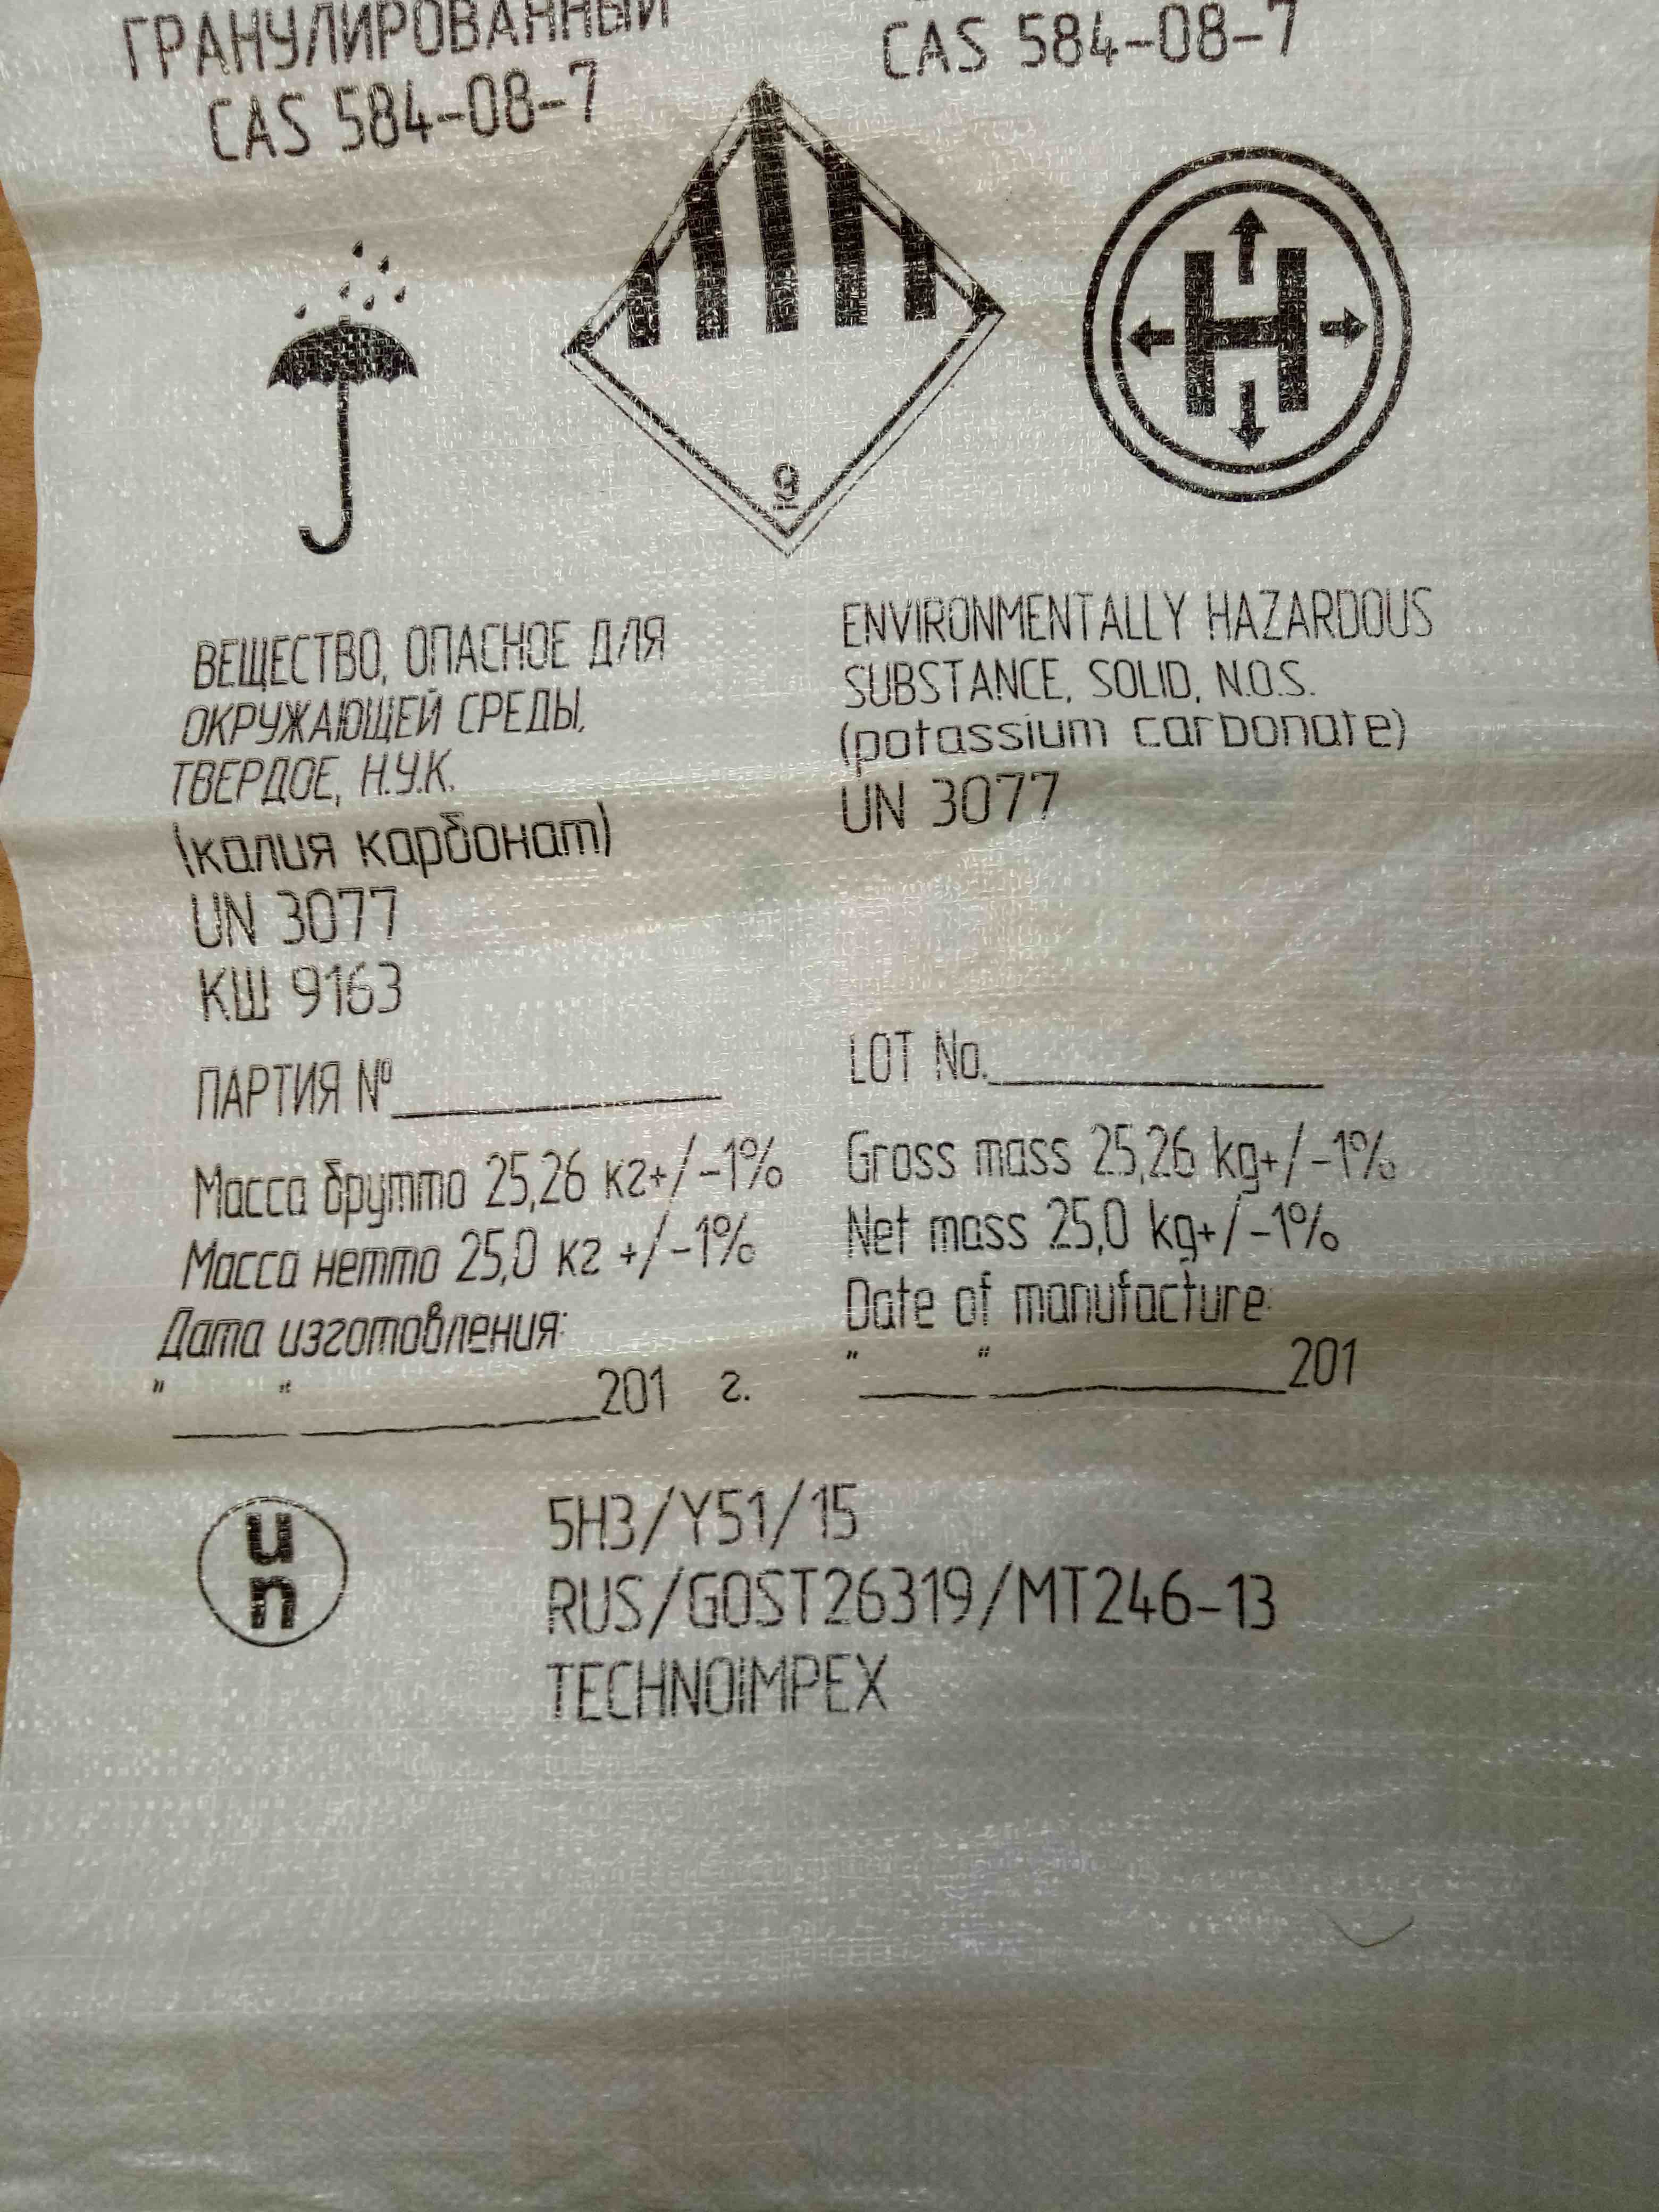 ГРАНУЛИРОВАННЫЙ
CAS 584-08-7
CAS 584-08-7
9
H
ВЕЩЕСТВО, ОПАСНОЕ ДЛЯ
ОКРУЖАЮЩЕЙ СРЕДЫ,
ТВЕРДОЕ, Н.У.К.
(калия карбонат)
UN 3077
КШ 9163
ПАРТИЯ №____________
Масса брутто 25,26 кг+/-1%
Масса нетто 25,0 кг +/-1%
Дата изготовления:
" " ____ ____________201 г.
ENVIRONMENTALLY HAZARDOUS
SUBSTANCE, SOLID, N.O.S.
(potassium carbonate)
UN 3077
LOT No.____________
Gross mass 25,26 kg+/-1%
Net mass 25,0 kg+/-1%
Date of manufacture:
" " ____ ____________201
un
5H3/Y51/15
RUS/GOST26319/MT246-13
TECHNOIMPEX